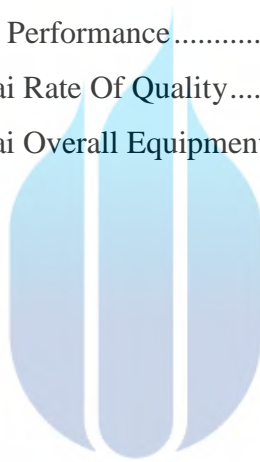 Performance............
ai Rate Of Quality.....
ai Overall Equipment